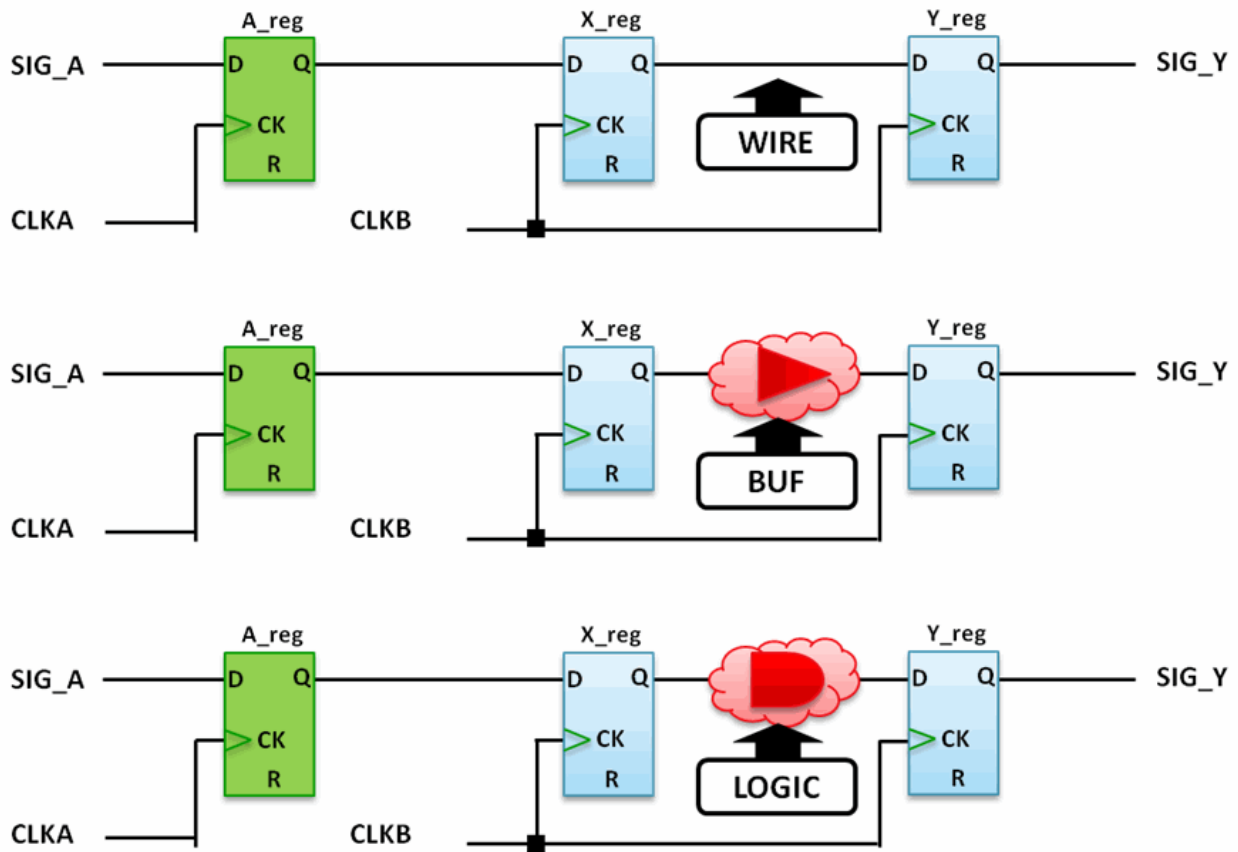 A_reg X_reg Y_reg
SIG_A D Q D Q D Q SIG_Y
CK CK WIRE CK
R R R
CLKA CLKB
A_reg X_reg Y_reg
SIG_A D Q D Q D Q SIG_Y
CK CK CK
R R BUF R
CLKA CLKB
A_reg X_reg Y_reg
SIG_A D Q D Q D Q SIG_Y
CK CK CK
R R LOGIC R
CLKA CLKB